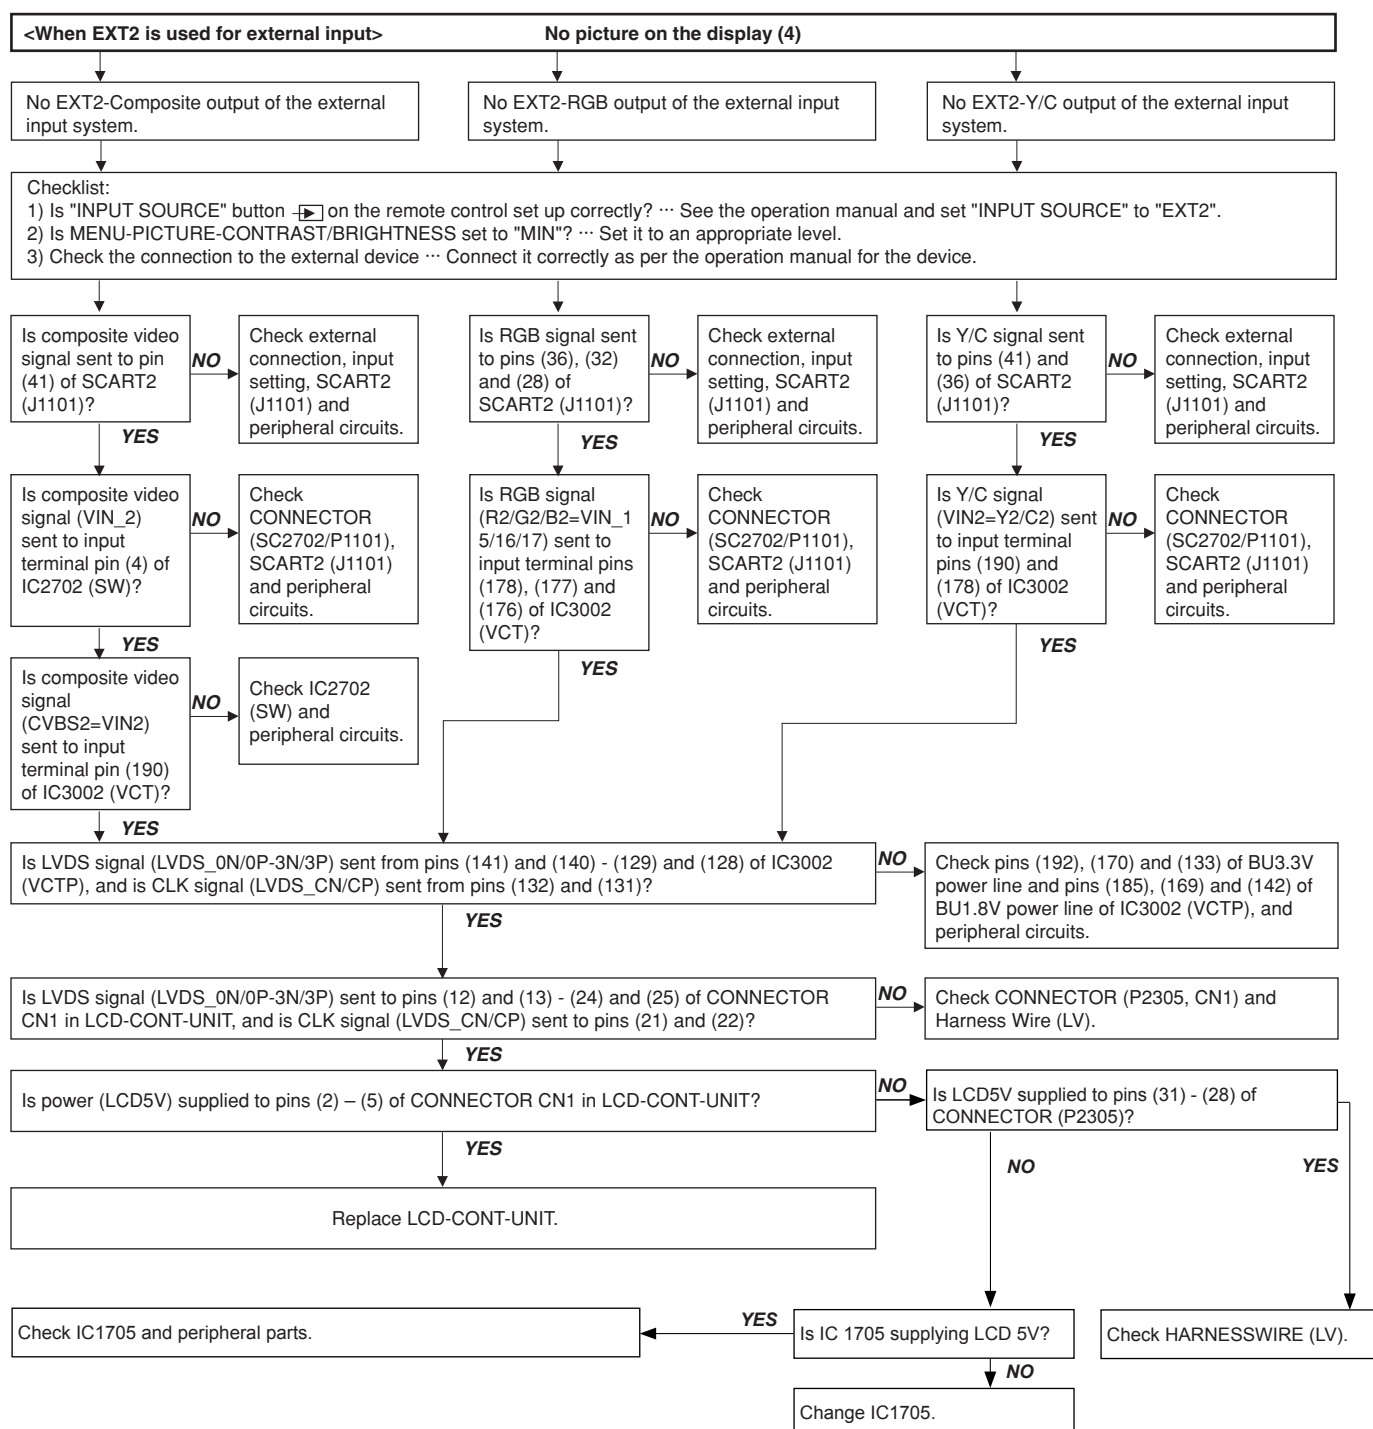 <When EXT2 is used for external input>
No picture on the display (4)
No EXT2-Composite output of the external
input system.
No EXT2-RGB output of the external input
system.
No EXT2-Y/C output of the external input
system.
Checklist:
1) Is "INPUT SOURCE" button on the remote control set up correctly? ··· See the operation manual and set "INPUT SOURCE" to "EXT2".
2) Is MENU-PICTURE-CONTRAST/BRIGHTNESS set to "MIN"? ··· Set it to an appropriate level.
3) Check the connection to the external device ··· Connect it correctly as per the operation manual for the device.
Is composite video
signal sent to pin
(41) of SCART2
(J1101)?
NO
Check external
connection, input
setting, SCART2
(J1101) and
peripheral circuits.
Is RGB signal sent
to pins (36), (32)
and (28) of
SCART2 (J1101)?
NO
Check external
connection, input
setting, SCART2
(J1101) and
peripheral circuits.
Is Y/C signal sent
to pins (41) and
(36) of SCART2
(J1101)?
NO
Check external
connection, input
setting, SCART2
(J1101) and
peripheral circuits.
YES
YES
YES
Is composite video
signal (VIN_2)
sent to input
terminal pin (4) of
IC2702 (SW)?
NO
Check
CONNECTOR
(SC2702/P1101),
SCART2 (J1101)
and peripheral
circuits.
Is RGB signal
(R2/G2/B2=VIN_1
5/16/17) sent to
input terminal pins
(178), (177) and
(176) of IC3002
(VCT)?
NO
Check
CONNECTOR
(SC2702/P1101),
SCART2 (J1101)
and peripheral
circuits.
Is Y/C signal
(VIN2=Y2/C2) sent
to input terminal
pins (190) and
(178) of IC3002
(VCT)?
NO
Check
CONNECTOR
(SC2702/P1101),
SCART2 (J1101)
and peripheral
circuits.
YES
YES
YES
Is composite video
signal
(CVBS2=VIN2)
sent to input
terminal pin (190)
of IC3002 (VCT)?
NO
Check IC2702
(SW) and
peripheral circuits.
YES
Is LVDS signal (LVDS_0N/0P-3N/3P) sent from pins (141) and (140) - (129) and (128) of IC3002
(VCTP), and is CLK signal (LVDS_CN/CP) sent from pins (132) and (131)?
NO
Check pins (192), (170) and (133) of BU3.3V
power line and pins (185), (169) and (142) of
BU1.8V power line of IC3002 (VCTP), and
peripheral circuits.
YES
Is LVDS signal (LVDS_0N/0P-3N/3P) sent to pins (12) and (13) - (24) and (25) of CONNECTOR
CN1 in LCD-CONT-UNIT, and is CLK signal (LVDS_CN/CP) sent to pins (21) and (22)?
NO
Check CONNECTOR (P2305, CN1) and
Harness Wire (LV).
YES
Is power (LCD5V) supplied to pins (2) – (5) of CONNECTOR CN1 in LCD-CONT-UNIT?
NO
Is LCD5V supplied to pins (31) - (28) of
CONNECTOR (P2305)?
YES
NO
YES
Replace LCD-CONT-UNIT.
Check IC1705 and peripheral parts.
YES
Is IC 1705 supplying LCD 5V?
Check HARNESSWIRE (LV).
NO
Change IC1705.